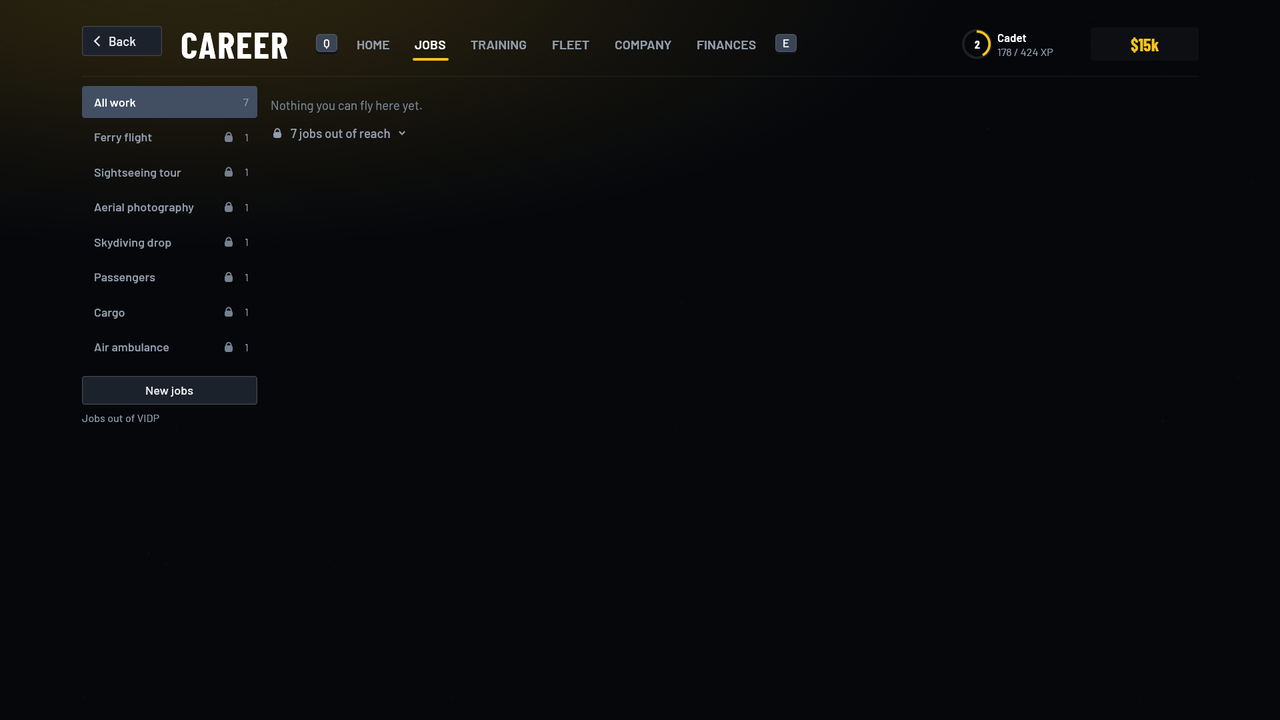 Back
CAREER
Q
HOME
JOBS
TRAINING
FLEET
COMPANY
FINANCES
E
2
Cadet
178 / 424 XP
$15k
All work 7
Ferry flight 1
Sightseeing tour 1
Aerial photography 1
Skydiving drop 1
Passengers 1
Cargo 1
Air ambulance 1
New jobs
Jobs out of VIDP
Nothing you can fly here yet.
7 jobs out of reach